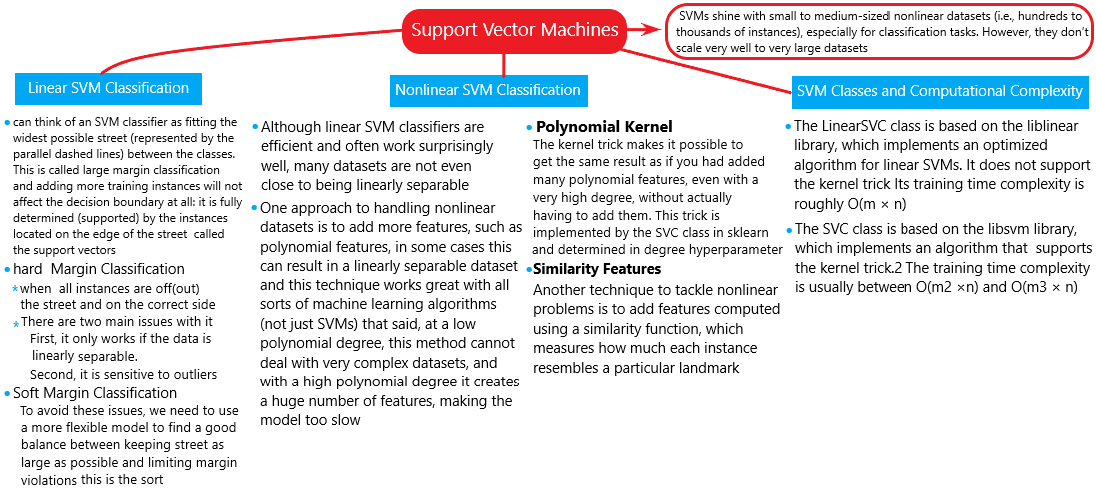 Support Vector Machines
SVMs shine with small to medium-sized nonlinear datasets (i.e., hundreds to
thousands of instances), especially for classification tasks. However, they don't
scale very well to very large datasets
Linear SVM Classification
can think of an SVM classifier as fitting the
widest possible street (represented by the
parallel dashed lines) between the classes.
This is called large margin classification
and adding more training instances will not
affect the decision boundary at all: it is fully
determined (supported) by the instances
located on the edge of the street called
the support vectors
hard Margin Classification
*when all instances are off(out)
the street and on the correct side
*There are two main issues with it
First, it only works if the data is
linearly separable.
Second, it is sensitive to outliers
Soft Margin Classification
To avoid these issues, we need to use
a more flexible model to find a good
balance between keeping street as
large as possible and limiting margin
violations this is the sort
Nonlinear SVM Classification
Although linear SVM classifiers are
efficient and often work surprisingly
well, many datasets are not even
close to being linearly separable
One approach to handling nonlinear
datasets is to add more features, such as
polynomial features, in some cases this
can result in a linearly separable dataset
and this technique works great with all
sorts of machine learning algorithms
(not just SVMs) that said, at a low
polynomial degree, this method cannot
deal with very complex datasets, and
with a high polynomial degree it creates
a huge number of features, making the
model too slow
Polynomial Kernel
The kernel trick makes it possible to
get the same result as if you had added
many polynomial features, even with a
very high degree, without actually
having to add them. This trick is
implemented by the SVC class in sklearn
and determined in degree hyperparameter
Similarity Features
Another technique to tackle nonlinear
problems is to add features computed
using a similarity function, which
measures how much each instance
resembles a particular landmark
SVM Classes and Computational Complexity
The LinearSVC class is based on the liblinear
library, which implements an optimized
algorithm for linear SVMs. It does not support
the kernel trick Its training time complexity is
roughly O(m × n)
The SVC class is based on the libsvm library,
which implements an algorithm that supports
the kernel trick.2 The training time complexity
is usually between O(m2 ×n) and O(m3 × n)